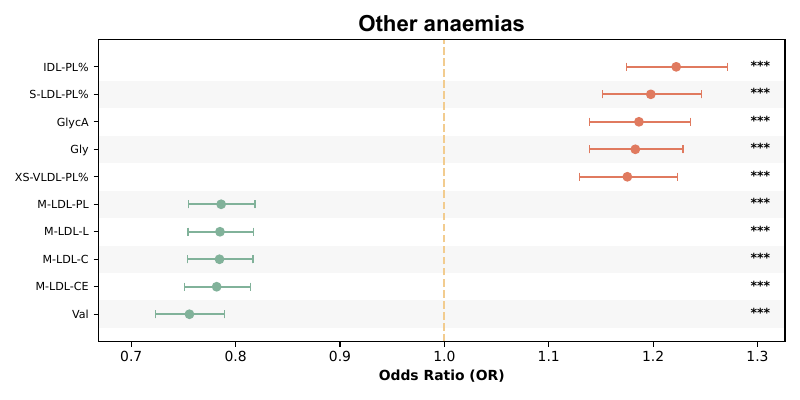 Other anaemias
IDL-PL% ***
S-LDL-PL% ***
GlycA ***
Gly ***
XS-VLDL-PL% ***
M-LDL-PL ***
M-LDL-L ***
M-LDL-C ***
M-LDL-CE ***
Val ***
0.7 0.8 0.9 1.0 1.1 1.2 1.3
Odds Ratio (OR)